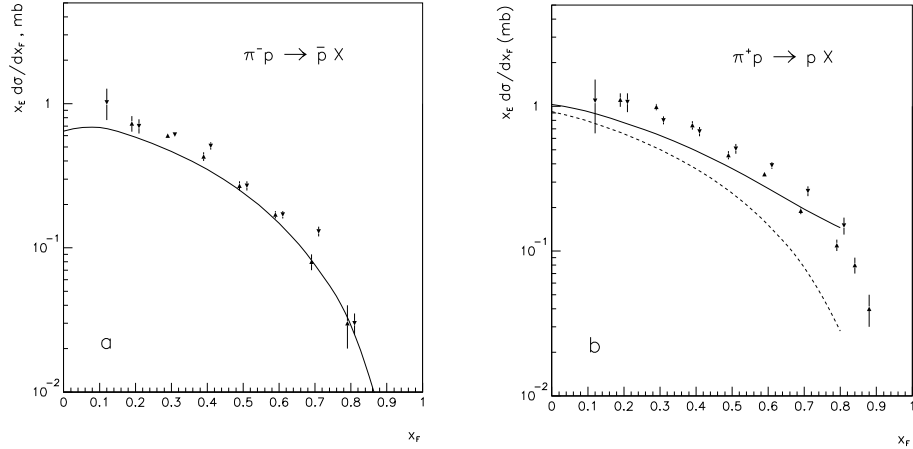 x_E dσ/dx_F , mb
π⁻p → p̄ X
1
10⁻¹
10⁻²
a
0 0.1 0.2 0.3 0.4 0.5 0.6 0.7 0.8 0.9 1
x_F
x_E dσ/dx_F (mb)
π⁺p → p X
1
10⁻¹
10⁻²
b
0 0.1 0.2 0.3 0.4 0.5 0.6 0.7 0.8 0.9 1
x_F